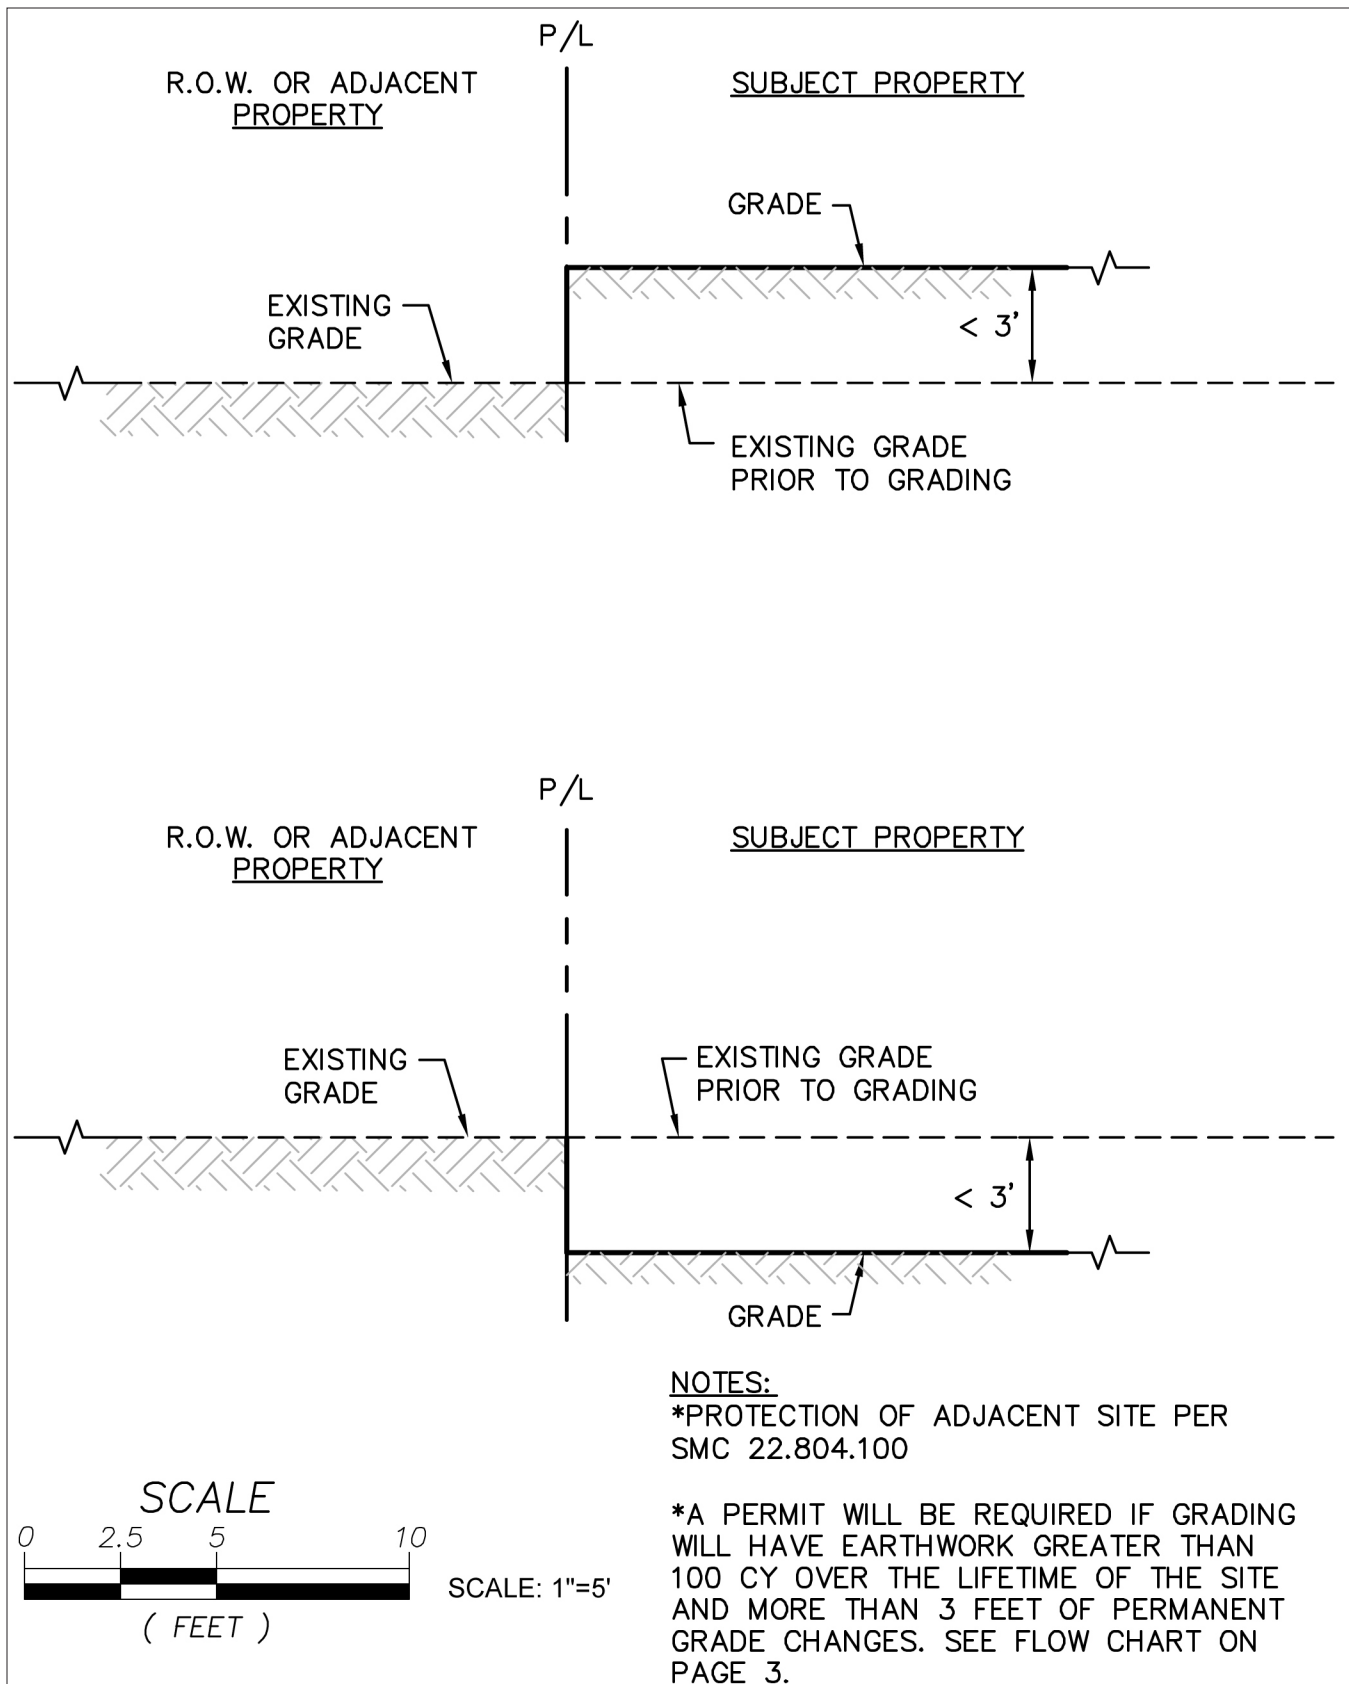 P/L
R.O.W. OR ADJACENT
PROPERTY
SUBJECT PROPERTY
GRADE
EXISTING
GRADE
< 3'
EXISTING GRADE
PRIOR TO GRADING
P/L
R.O.W. OR ADJACENT
PROPERTY
SUBJECT PROPERTY
EXISTING
GRADE
EXISTING GRADE
PRIOR TO GRADING
< 3'
GRADE
NOTES:
*PROTECTION OF ADJACENT SITE PER
SMC 22.804.100
*A PERMIT WILL BE REQUIRED IF GRADING
WILL HAVE EARTHWORK GREATER THAN
100 CY OVER THE LIFETIME OF THE SITE
AND MORE THAN 3 FEET OF PERMANENT
GRADE CHANGES. SEE FLOW CHART ON
PAGE 3.
SCALE
0 2.5 5 10
( FEET )
SCALE: 1"=5'